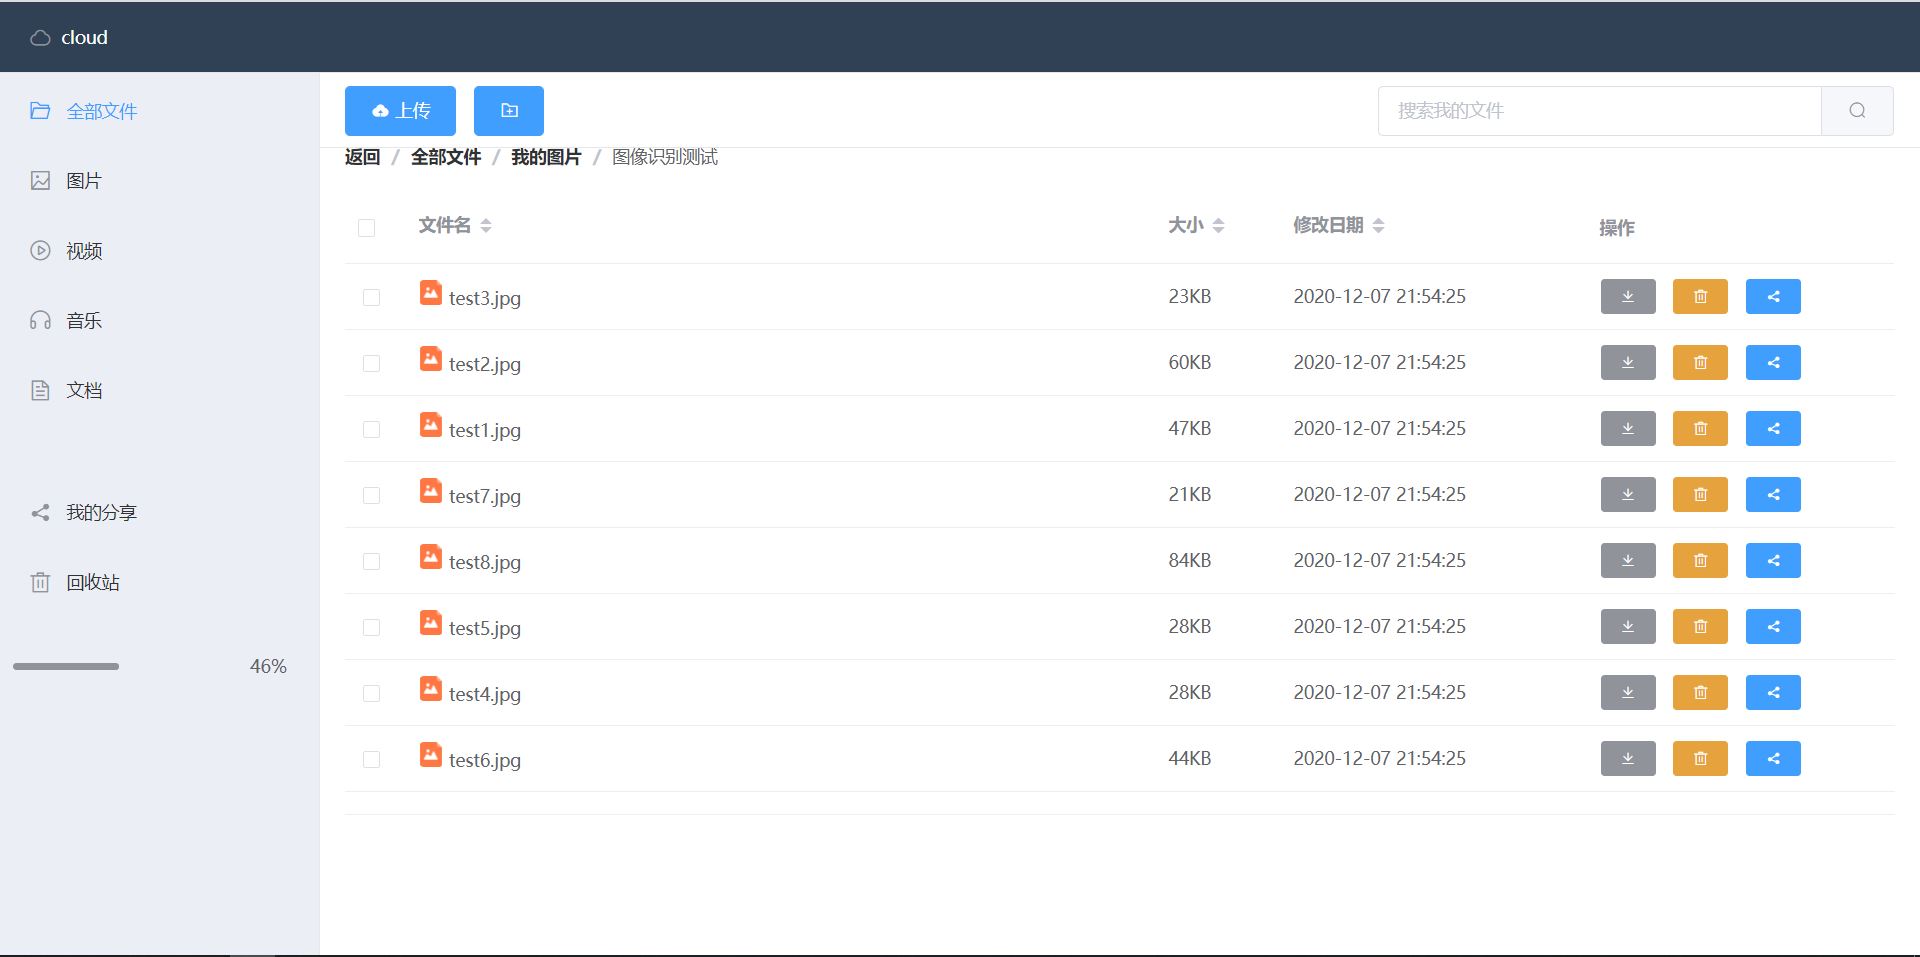 cloud
全部文件
图片
视频
音乐
文档
我的分享
回收站
46%
上传
搜索我的文件
返回 / 全部文件 / 我的图片 / 图像识别测试
文件名 大小 修改日期 操作
test3.jpg 23KB 2020-12-07 21:54:25
test2.jpg 60KB 2020-12-07 21:54:25
test1.jpg 47KB 2020-12-07 21:54:25
test7.jpg 21KB 2020-12-07 21:54:25
test8.jpg 84KB 2020-12-07 21:54:25
test5.jpg 28KB 2020-12-07 21:54:25
test4.jpg 28KB 2020-12-07 21:54:25
test6.jpg 44KB 2020-12-07 21:54:25